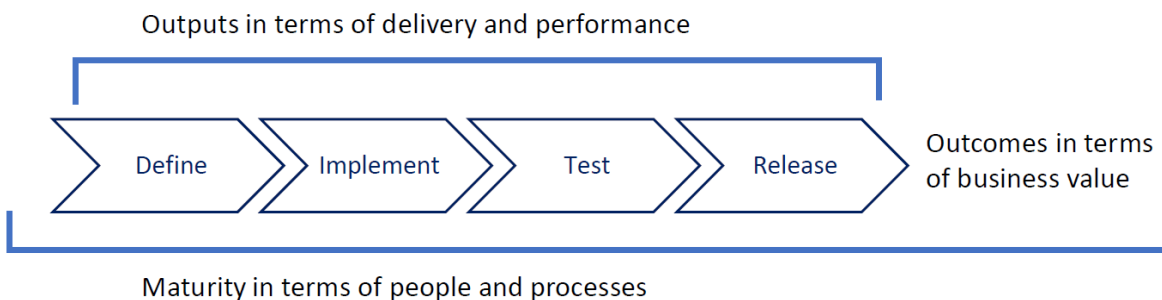 Outputs in terms of delivery and performance
Define
Implement
Test
Release
Outcomes in terms
of business value
Maturity in terms of people and processes